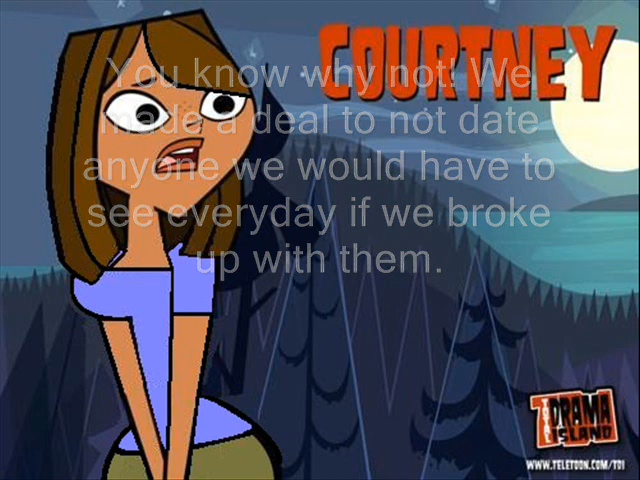 COURTNEY
You know why not! We
made a deal to not date
anyone we would have to
see everyday if we broke
up with them.
TOTAL
DRAMA
ISLAND
WWW.TELETOON.COM/TDI